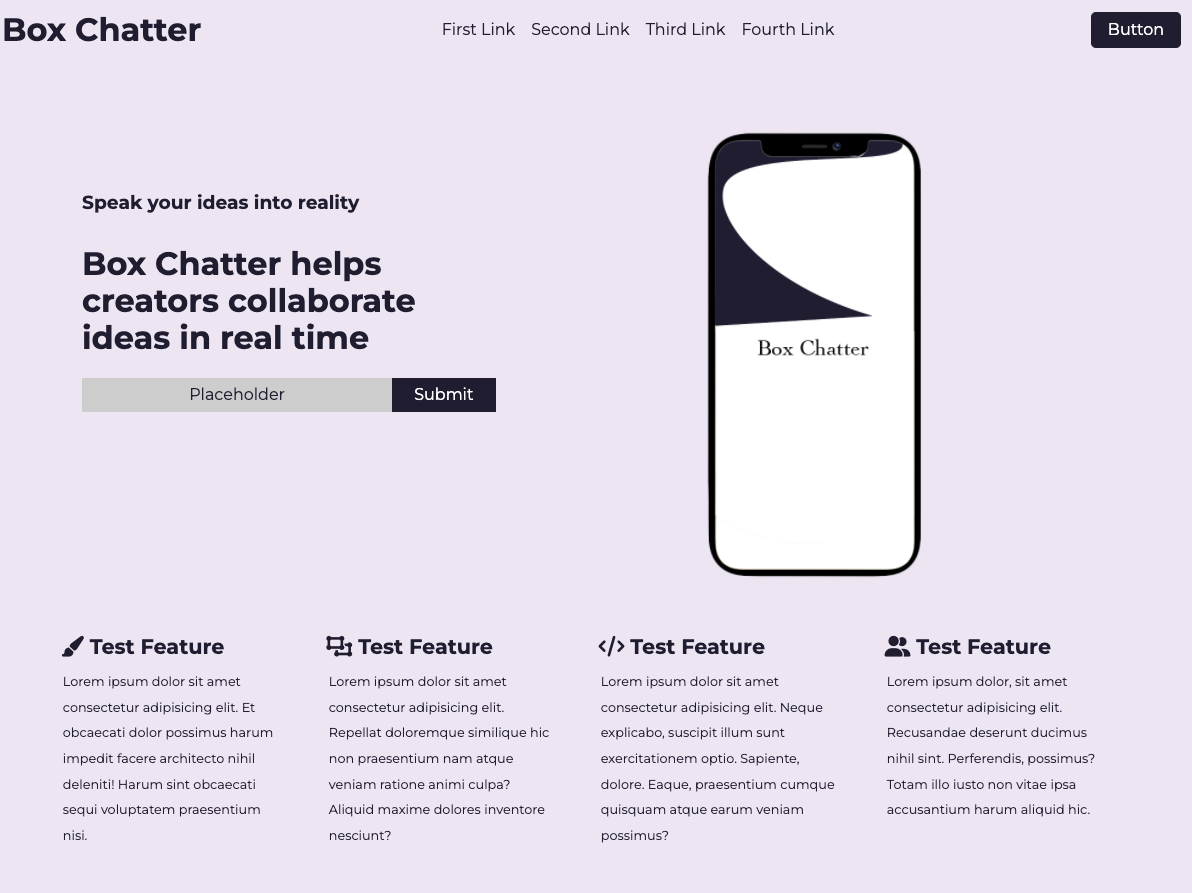 Box Chatter
First Link Second Link Third Link Fourth Link
Button
Speak your ideas into reality
Box Chatter helps
creators collaborate
ideas in real time
Placeholder
Submit
Box Chatter
Test Feature
Lorem ipsum dolor sit amet
consectetur adipisicing elit. Et
obcaecati dolor possimus harum
impedit facere architecto nihil
deleniti! Harum sint obcaecati
sequi voluptatem praesentium
nisi.
Test Feature
Lorem ipsum dolor sit amet
consectetur adipisicing elit.
Repellat doloremque similique hic
non praesentium nam atque
veniam ratione animi culpa?
Aliquid maxime dolores inventore
nesciunt?
Test Feature
Lorem ipsum dolor sit amet
consectetur adipisicing elit. Neque
explicabo, suscipit illum sunt
exercitationem optio. Sapiente,
dolore. Eaque, praesentium cumque
quisquam atque earum veniam
possimus?
Test Feature
Lorem ipsum dolor, sit amet
consectetur adipisicing elit.
Recusandae deserunt ducimus
nihil sint. Perferendis, possimus?
Totam illo iusto non vitae ipsa
accusantium harum aliquid hic.